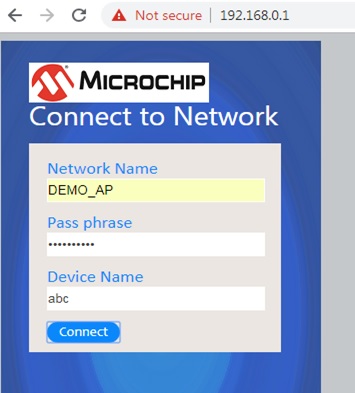 Not secure | 192.168.0.1
MICROCHIP
Connect to Network
Network Name
DEMO_AP
Pass phrase
••••••••••
Device Name
abc
Connect